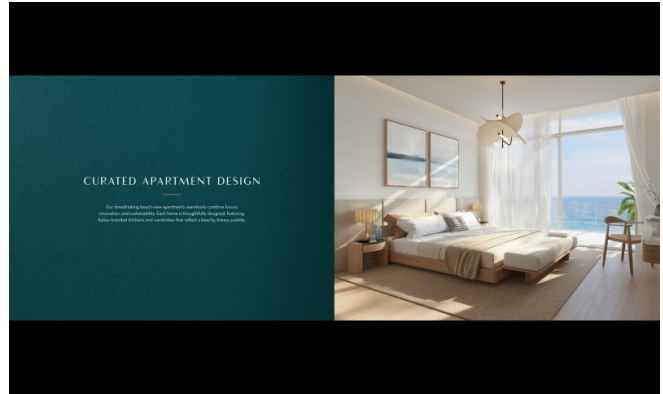 CURATED APARTMENT DESIGN
Our breathtaking beach-view apartments seamlessly combine luxury,
innovation, and sustainability. Each home is thoughtfully designed, featuring
Italian-branded kitchens and wardrobes that reflect a beachy, breezy palette.